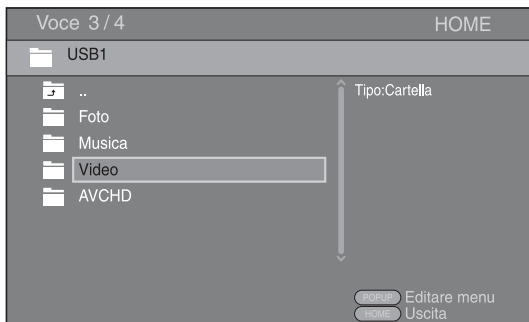 Voce 3/4 HOME
USB1
.. Tipo:Cartella
Foto
Musica
Video
AVCHD
POPUP Editare menu
HOME Uscita